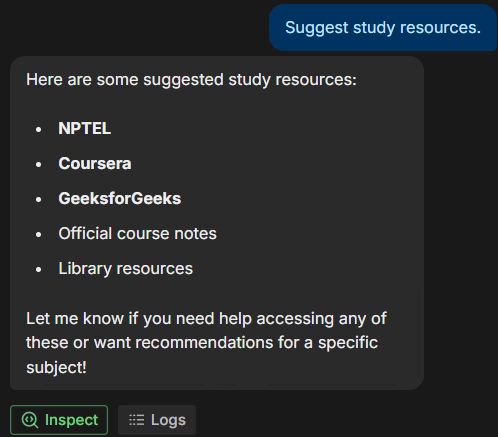 Suggest study resources.
Here are some suggested study resources:
• NPTEL
• Coursera
• GeeksforGeeks
• Official course notes
• Library resources
Let me know if you need help accessing any of
these or want recommendations for a specific
subject!
Inspect
Logs